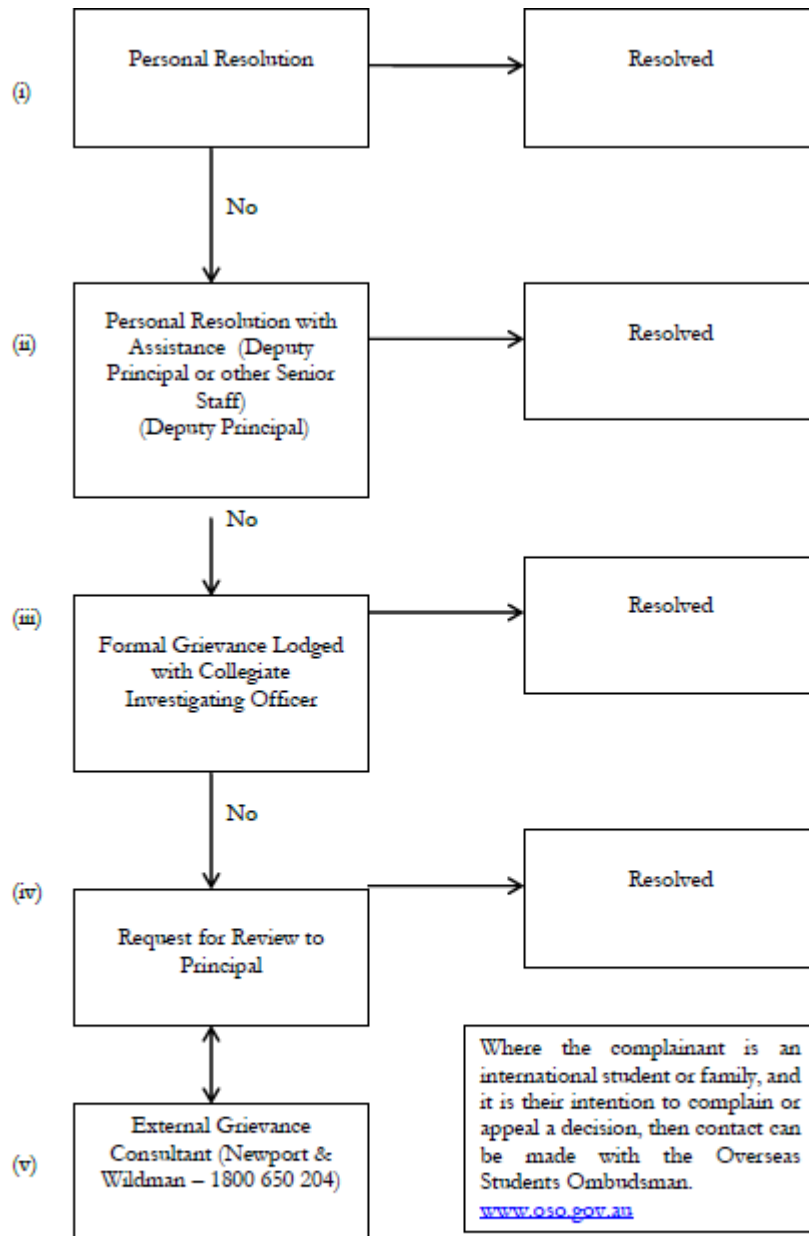 (i)
Personal Resolution
Resolved
No
(ii)
Personal Resolution with
Assistance (Deputy
Principal or other Senior
Staff)
(Deputy Principal)
Resolved
No
(iii)
Formal Grievance Lodged
with Collegiate
Investigating Officer
Resolved
No
(iv)
Request for Review to
Principal
Resolved
(v)
External Grievance
Consultant (Newport &
Wildman – 1800 650 204)
Where the complainant is an
international student or family, and
it is their intention to complain or
appeal a decision, then contact can
be made with the Overseas
Students Ombudsman.
www.oso.gov.au